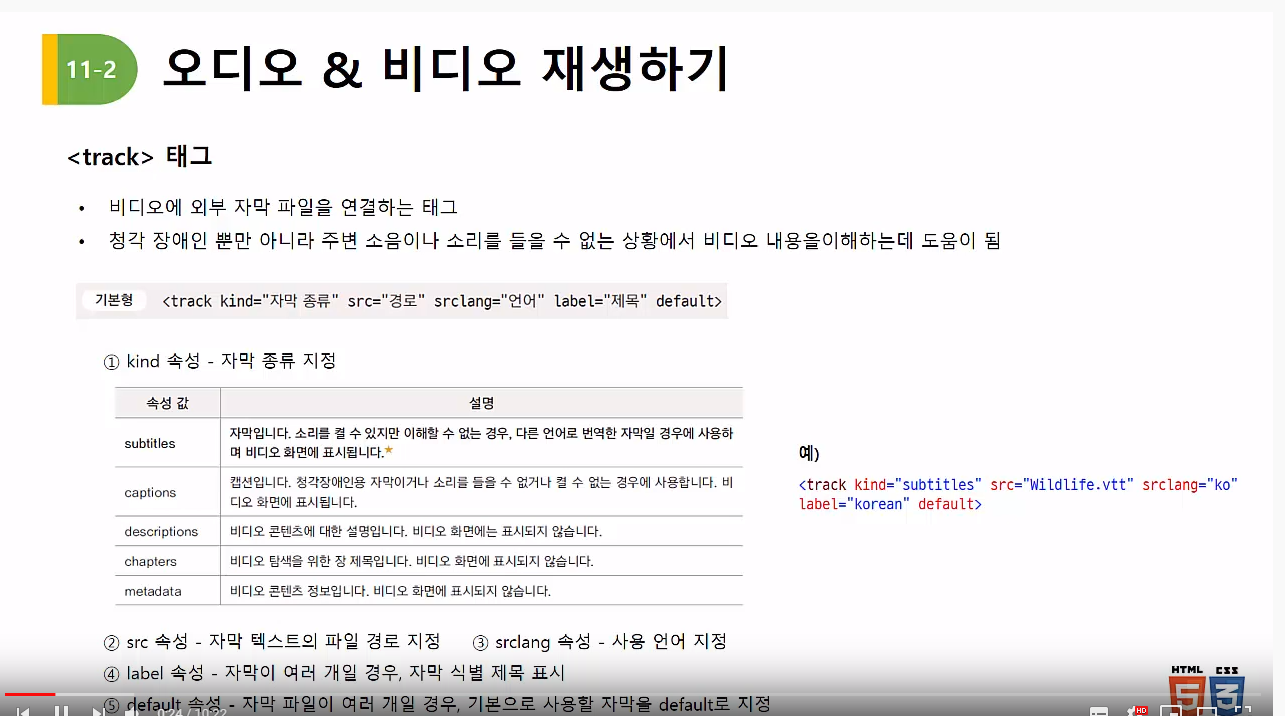 11-2 오디오 & 비디오 재생하기
<track> 태그
• 비디오에 외부 자막 파일을 연결하는 태그
• 청각 장애인 뿐만 아니라 주변 소음이나 소리를 들을 수 없는 상황에서 비디오 내용을이해하는데 도움이 됨
기본형 <track kind="자막 종류" src="경로" srclang="언어" label="제목" default>
① kind 속성 - 자막 종류 지정
속성 값 설명
subtitles 자막입니다. 소리를 켤 수 있지만 이해할 수 없는 경우, 다른 언어로 번역한 자막일 경우에 사용하
며 비디오 화면에 표시됩니다.★
captions 캡션입니다. 청각장애인용 자막이거나 소리를 들을 수 없거나 켤 수 없는 경우에 사용합니다. 비
디오 화면에 표시됩니다.
descriptions 비디오 콘텐츠에 대한 설명입니다. 비디오 화면에는 표시되지 않습니다.
chapters 비디오 탐색을 위한 장 제목입니다. 비디오 화면에 표시되지 않습니다.
metadata 비디오 콘텐츠 정보입니다. 비디오 화면에 표시되지 않습니다.
예)
<track kind="subtitles" src="Wildlife.vtt" srclang="ko"
label="korean" default>
② src 속성 - 자막 텍스트의 파일 경로 지정 ③ srclang 속성 - 사용 언어 지정
④ label 속성 - 자막이 여러 개일 경우, 자막 식별 제목 표시
⑤ default 속성 - 자막 파일이 여러 개일 경우, 기본으로 사용할 자막을 default로 지정
HTML CSS
5 3
0:24 / 10:22
HD